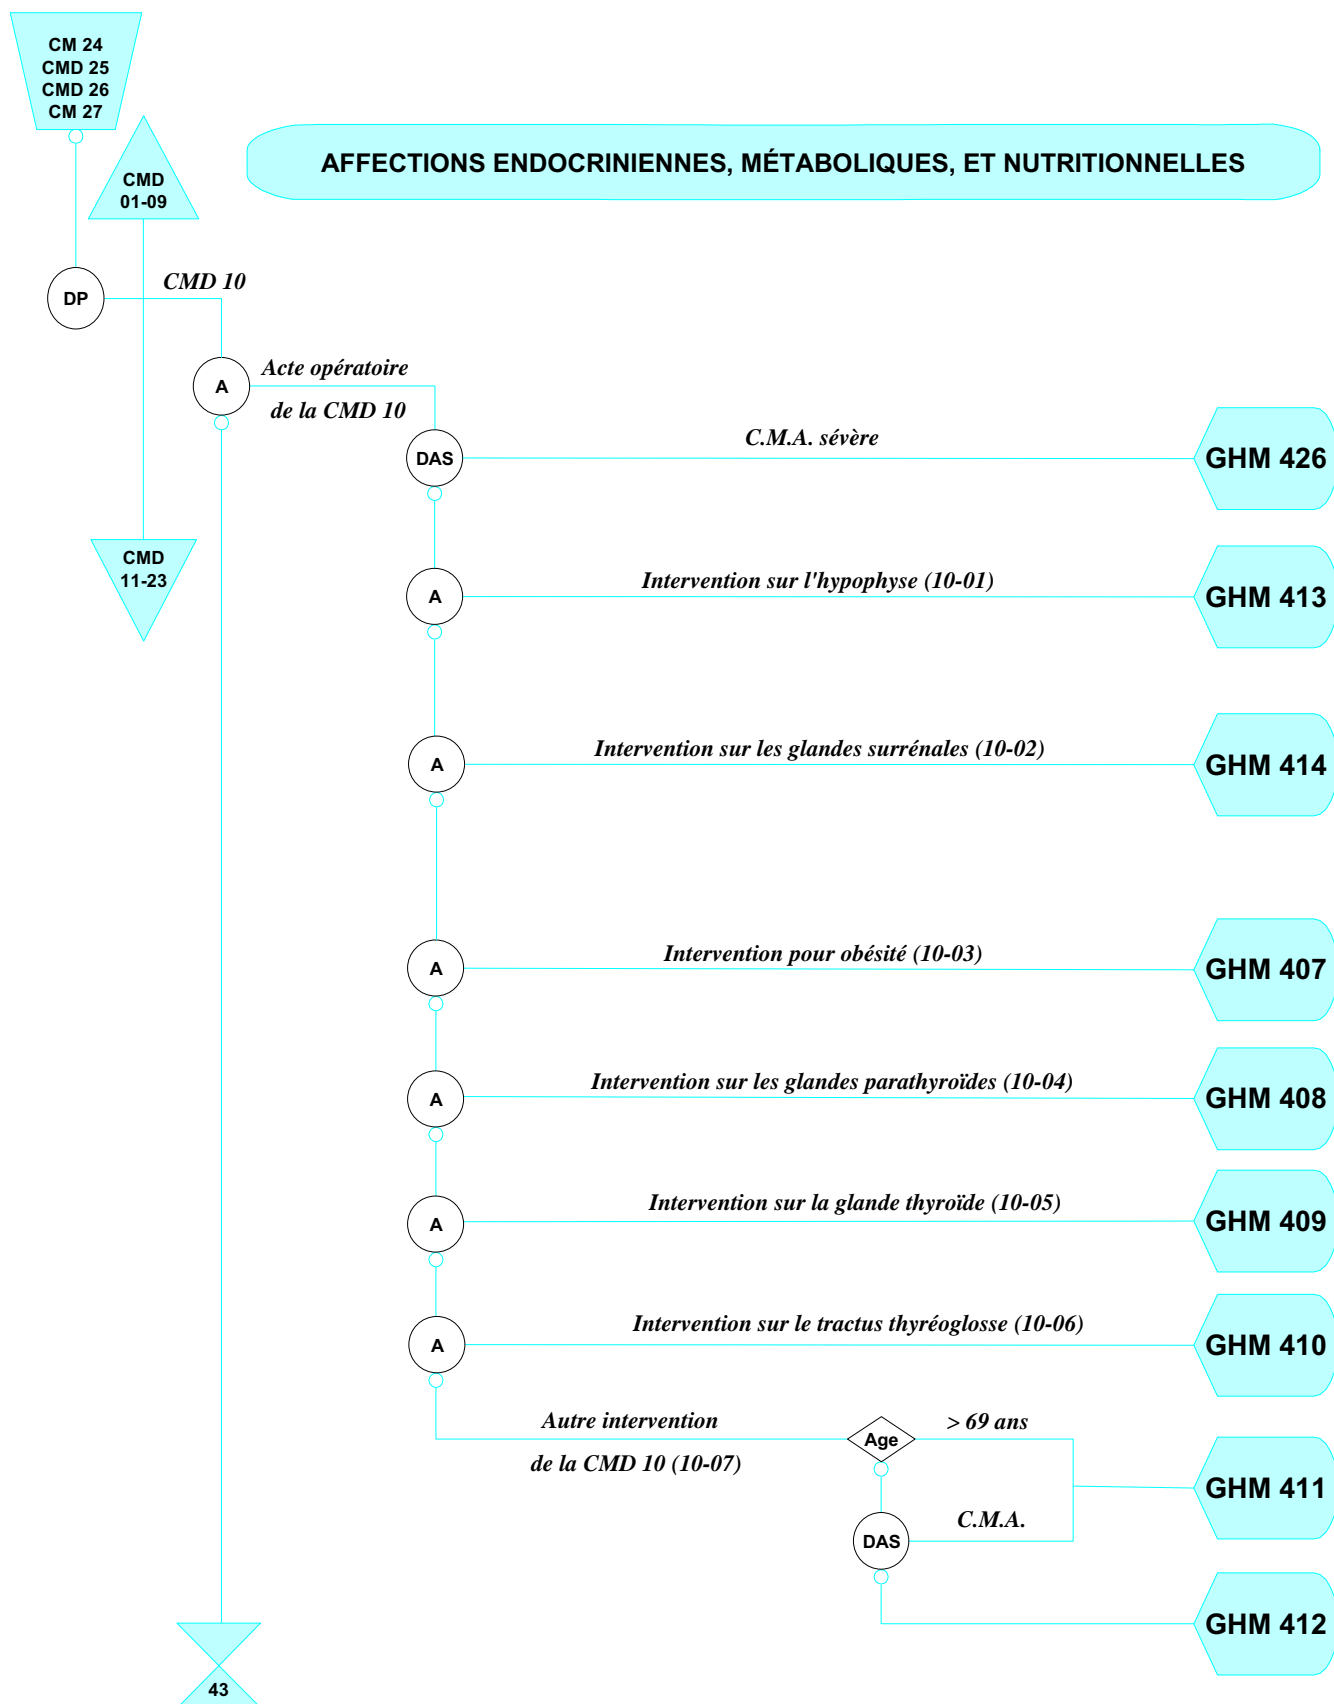 CM 24
CMD 25
CMD 26
CM 27
CMD
01-09
AFFECTIONS ENDOCRINIENNES, MÉTABOLIQUES, ET NUTRITIONNELLES
DP
CMD 10
A
Acte opératoire
de la CMD 10
DAS
C.M.A. sévère
GHM 426
CMD
11-23
A
Intervention sur l'hypophyse (10-01)
GHM 413
A
Intervention sur les glandes surrénales (10-02)
GHM 414
A
Intervention pour obésité (10-03)
GHM 407
A
Intervention sur les glandes parathyroïdes (10-04)
GHM 408
A
Intervention sur la glande thyroïde (10-05)
GHM 409
A
Intervention sur le tractus thyréoglosse (10-06)
GHM 410
Autre intervention
de la CMD 10 (10-07)
Age
> 69 ans
GHM 411
DAS
C.M.A.
GHM 412
43